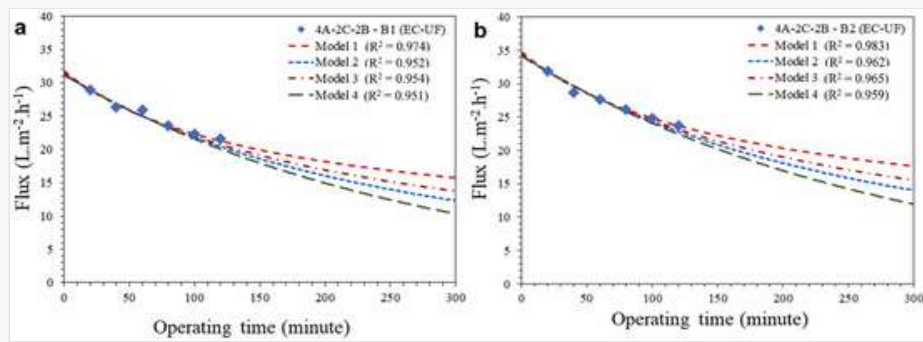 a
4A-2C-2B - B1 (EC-UF)
Model 1 (R² = 0.974)
Model 2 (R² = 0.952)
Model 3 (R² = 0.954)
Model 4 (R² = 0.951)
Flux (L.m⁻².h⁻¹)
40
35
30
25
20
15
10
5
0
0 50 100 150 200 250 300
Operating time (minute)
b
4A-2C-2B - B2 (EC-UF)
Model 1 (R² = 0.983)
Model 2 (R² = 0.962)
Model 3 (R² = 0.965)
Model 4 (R² = 0.959)
Flux (L.m⁻².h⁻¹)
40
35
30
25
20
15
10
5
0
0 50 100 150 200 250 300
Operating time (minute)